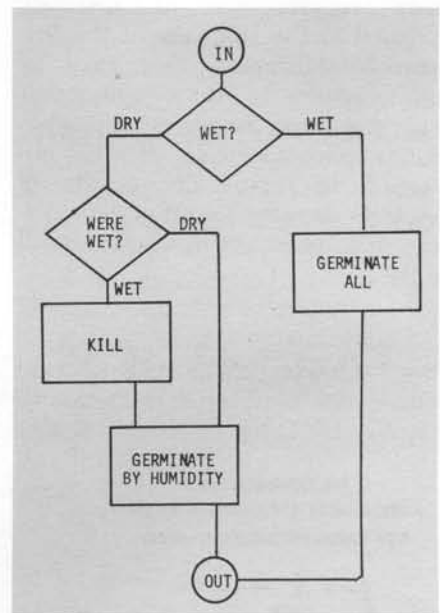 IN
DRY
WET?
WET
WERE
WET?
DRY
WET
GERMINATE
ALL
KILL
GERMINATE
BY HUMIDITY
OUT